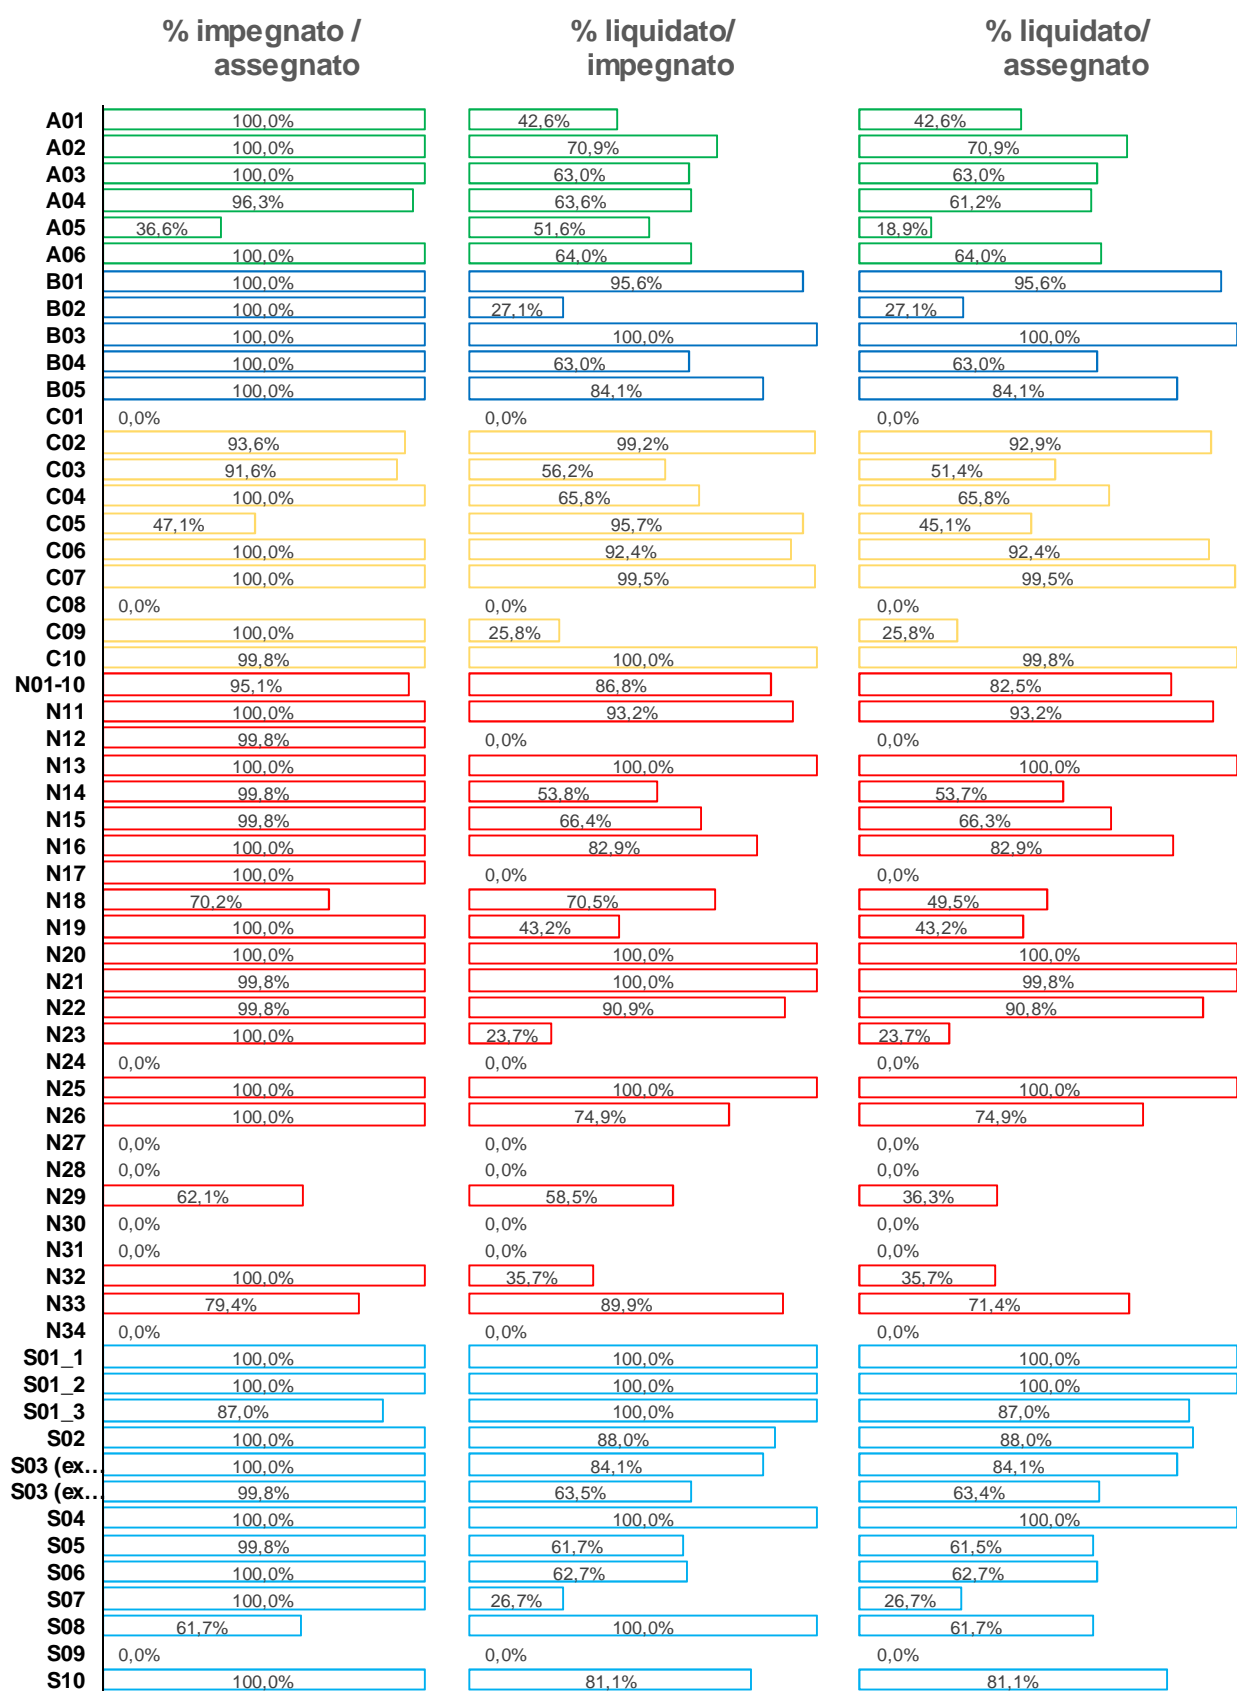 % impegnato / assegnato
% liquidato/ impegnato
% liquidato/ assegnato
A01 100,0% 42,6% 42,6%
A02 100,0% 70,9% 70,9%
A03 100,0% 63,0% 63,0%
A04 96,3% 63,6% 61,2%
A05 36,6% 51,6% 18,9%
A06 100,0% 64,0% 64,0%
B01 100,0% 95,6% 95,6%
B02 100,0% 27,1% 27,1%
B03 100,0% 100,0% 100,0%
B04 100,0% 63,0% 63,0%
B05 100,0% 84,1% 84,1%
C01 0,0% 0,0% 0,0%
C02 93,6% 99,2% 92,9%
C03 91,6% 56,2% 51,4%
C04 100,0% 65,8% 65,8%
C05 47,1% 95,7% 45,1%
C06 100,0% 92,4% 92,4%
C07 100,0% 99,5% 99,5%
C08 0,0% 0,0% 0,0%
C09 100,0% 25,8% 25,8%
C10 99,8% 100,0% 99,8%
N01-10 95,1% 86,8% 82,5%
N11 100,0% 93,2% 93,2%
N12 99,8% 0,0% 0,0%
N13 100,0% 100,0% 100,0%
N14 99,8% 53,8% 53,7%
N15 99,8% 66,4% 66,3%
N16 100,0% 82,9% 82,9%
N17 100,0% 0,0% 0,0%
N18 70,2% 70,5% 49,5%
N19 100,0% 43,2% 43,2%
N20 100,0% 100,0% 100,0%
N21 99,8% 100,0% 99,8%
N22 99,8% 90,9% 90,8%
N23 100,0% 23,7% 23,7%
N24 0,0% 0,0% 0,0%
N25 100,0% 100,0% 100,0%
N26 100,0% 74,9% 74,9%
N27 0,0% 0,0% 0,0%
N28 0,0% 0,0% 0,0%
N29 62,1% 58,5% 36,3%
N30 0,0% 0,0% 0,0%
N31 0,0% 0,0% 0,0%
N32 100,0% 35,7% 35,7%
N33 79,4% 89,9% 71,4%
N34 0,0% 0,0% 0,0%
S01_1 100,0% 100,0% 100,0%
S01_2 100,0% 100,0% 100,0%
S01_3 87,0% 100,0% 87,0%
S02 100,0% 88,0% 88,0%
S03 (ex… 100,0% 84,1% 84,1%
S03 (ex… 99,8% 63,5% 63,4%
S04 100,0% 100,0% 100,0%
S05 99,8% 61,7% 61,5%
S06 100,0% 62,7% 62,7%
S07 100,0% 26,7% 26,7%
S08 61,7% 100,0% 61,7%
S09 0,0% 0,0% 0,0%
S10 100,0% 81,1% 81,1%